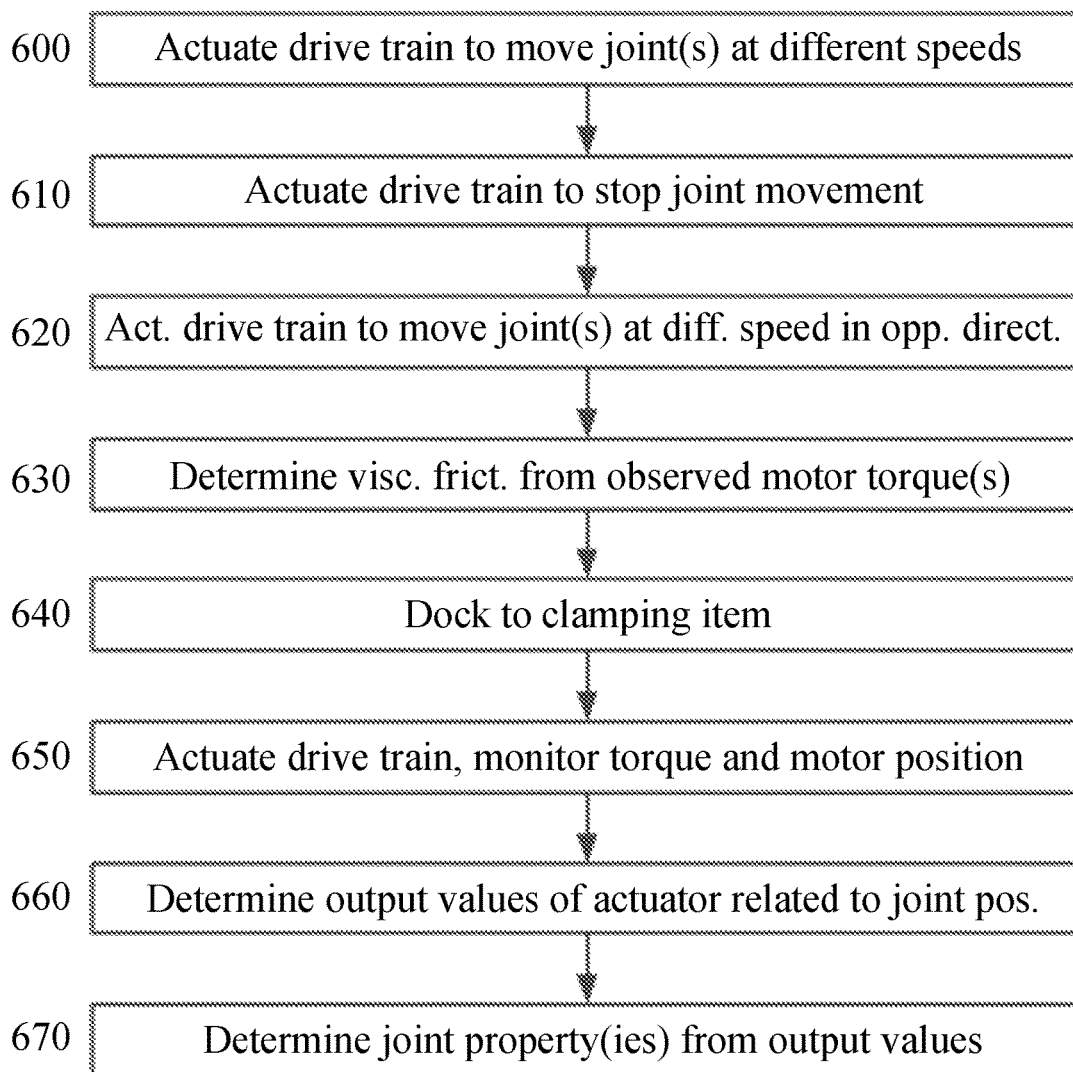 600 Actuate drive train to move joint(s) at different speeds
610 Actuate drive train to stop joint movement
620 Act. drive train to move joint(s) at diff. speed in opp. direct.
630 Determine visc. frict. from observed motor torque(s)
640 Dock to clamping item
650 Actuate drive train, monitor torque and motor position
660 Determine output values of actuator related to joint pos.
670 Determine joint property(ies) from output values